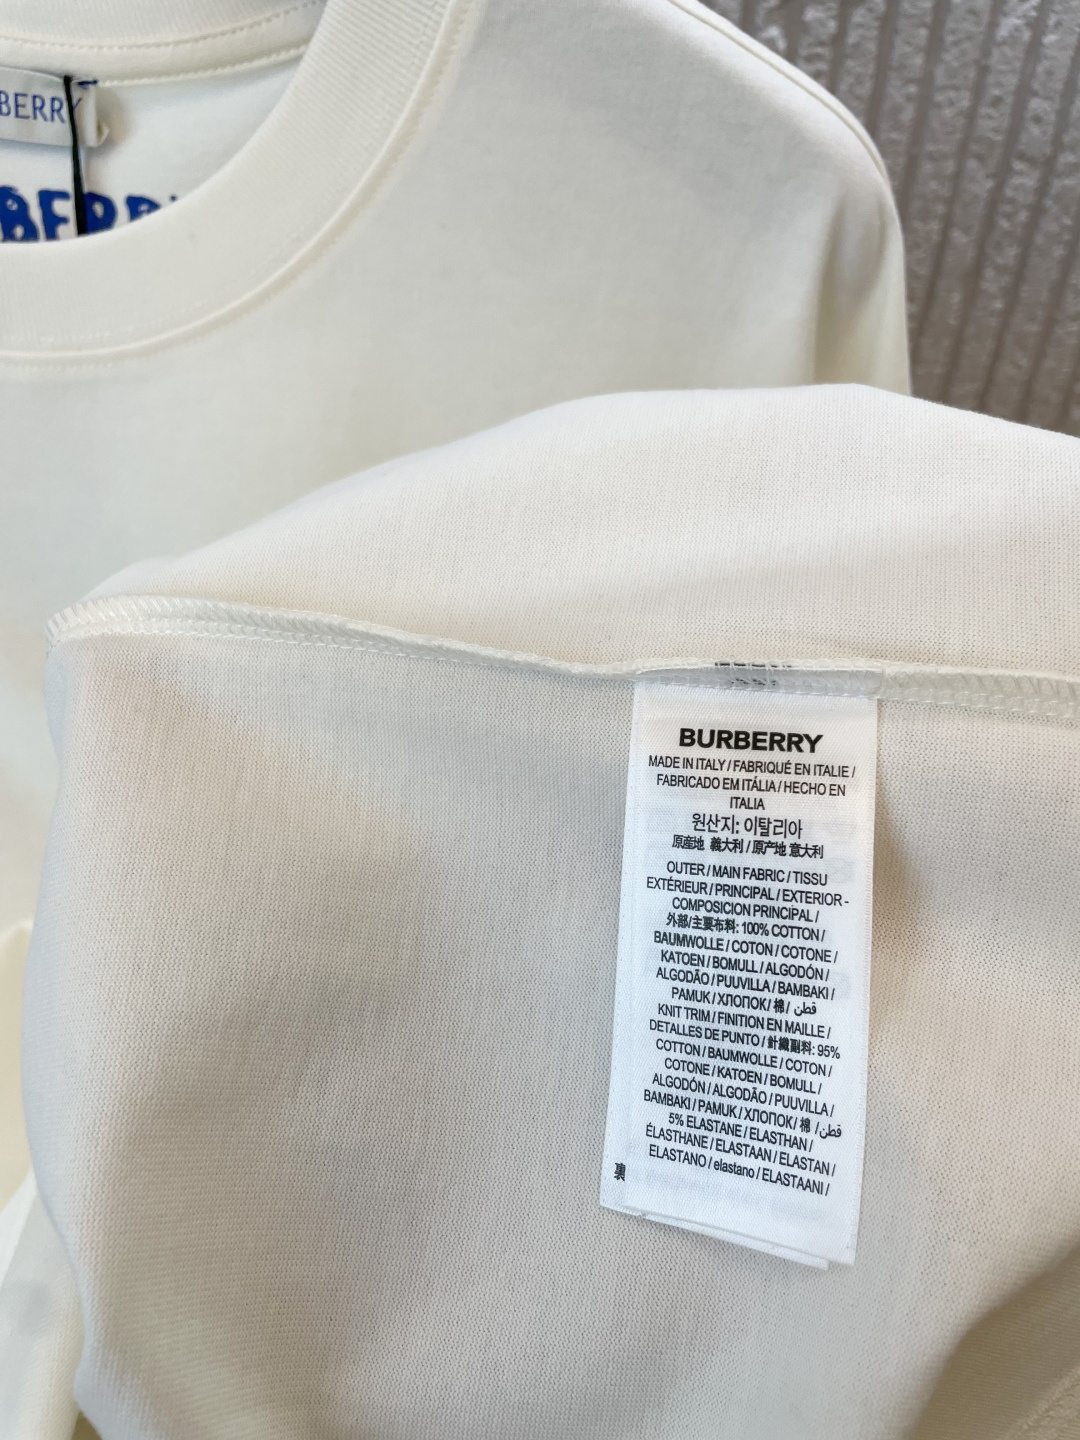 BERRY
BERR
BURBERRY
MADE IN ITALY / FABRIQUÉ EN ITALIE /
FABRICADO EM ITÁLIA / HECHO EN
ITALIA
원산지: 이탈리아
原産地 義大利 / 原产地 意大利
OUTER / MAIN FABRIC / TISSU
EXTÉRIEUR / PRINCIPAL / EXTERIOR -
COMPOSICION PRINCIPAL /
外部/主要布料: 100% COTTON /
BAUMWOLLE / COTON / COTONE /
KATOEN / BOMULL / ALGODÓN /
ALGODÃO / PUUVILLA / BAMBAKI /
PAMUK / ХЛОПОК / 棉 / قطن
KNIT TRIM / FINITION EN MAILLE /
DETALLES DE PUNTO / 針織副料: 95%
COTTON / BAUMWOLLE / COTON /
COTONE / KATOEN / BOMULL /
ALGODÓN / ALGODÃO / PUUVILLA /
BAMBAKI / PAMUK / ХЛОПОК / 棉 / قطن
5% ELASTANE / ELASTHAN /
ÉLASTHANE / ELASTAAN / ELASTAN /
ELASTANO / elastano / ELASTAANI /
裏